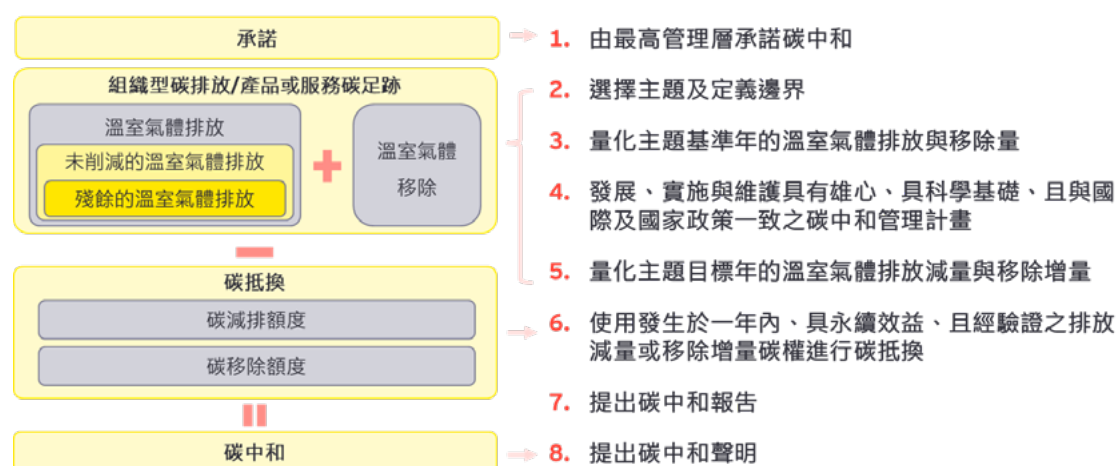 承諾
組織型碳排放/產品或服務碳足跡
溫室氣體排放
未削減的溫室氣體排放
殘餘的溫室氣體排放
溫室氣體
移除
碳抵換
碳減排額度
碳移除額度
碳中和
1. 由最高管理層承諾碳中和
2. 選擇主題及定義邊界
3. 量化主題基準年的溫室氣體排放與移除量
4. 發展、實施與維護具有雄心、具科學基礎、且與國
際及國家政策一致之碳中和管理計畫
5. 量化主題目標年的溫室氣體排放減量與移除增量
6. 使用發生於一年內、具永續效益、且經驗證之排放
減量或移除增量碳權進行碳抵換
7. 提出碳中和報告
8. 提出碳中和聲明